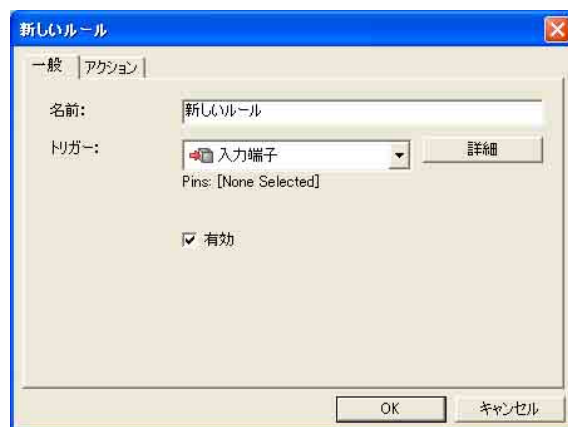 新しいルール
一般 アクション
名前: 新しいルール
トリガー: 入力端子 詳細
Pins: [None Selected]
有効
OK キャンセル